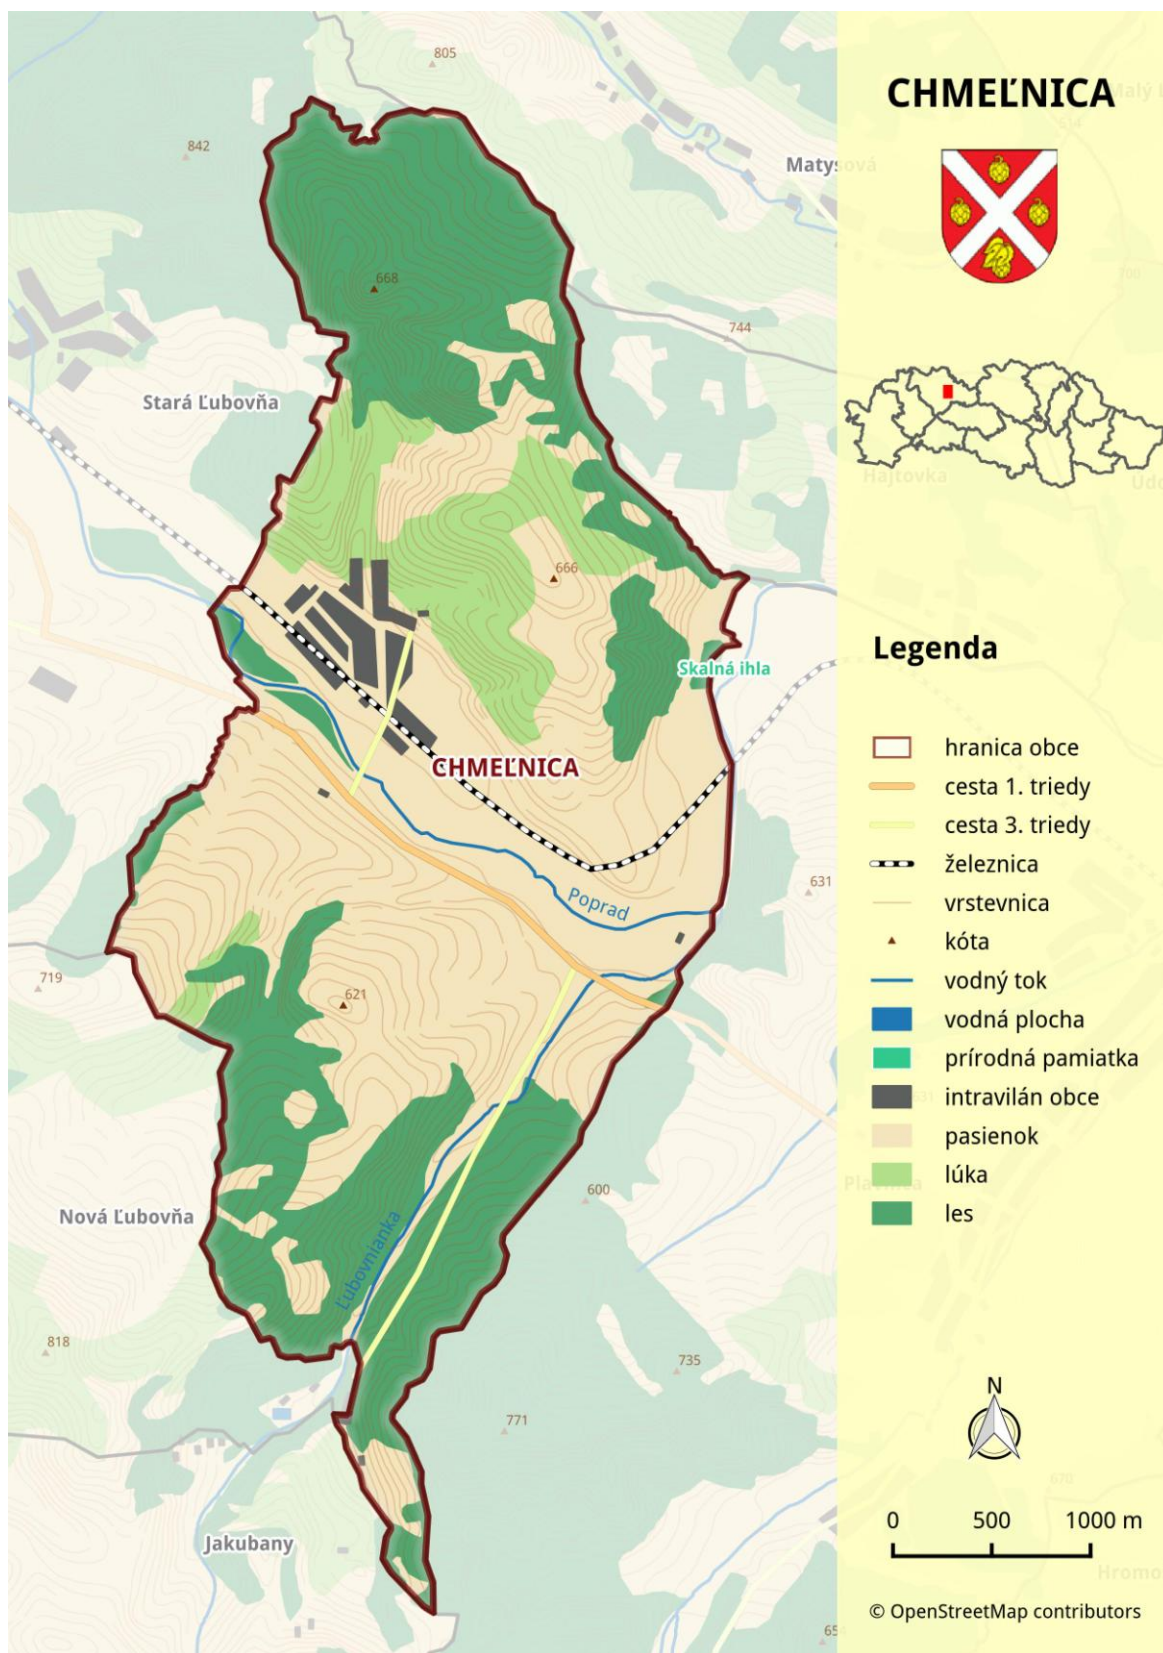 805
842
Matysová
668
744
Stará Ľubovňa
666
Skalná ihla
CHMEĽNICA
631
Poprad
719
621
600
Nová Ľubovňa
Ľubovnianka
818
735
771
Jakubany
CHMEĽNICA
Hajtovka
Legenda
hranica obce
cesta 1. triedy
cesta 3. triedy
železnica
vrstevnica
kóta
vodný tok
vodná plocha
prírodná pamiatka
intravilán obce
pasienok
lúka
les
Plavnica
N
0 500 1000 m
© OpenStreetMap contributors